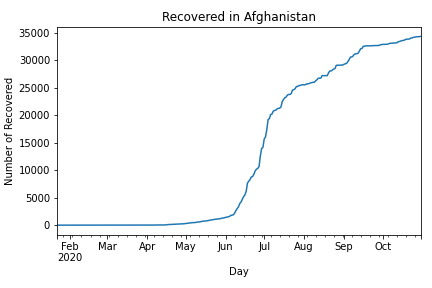 Recovered in Afghanistan
35000
30000
25000
20000
15000
10000
5000
0
Number of Recovered
Feb Mar Apr May Jun Jul Aug Sep Oct
2020
Day